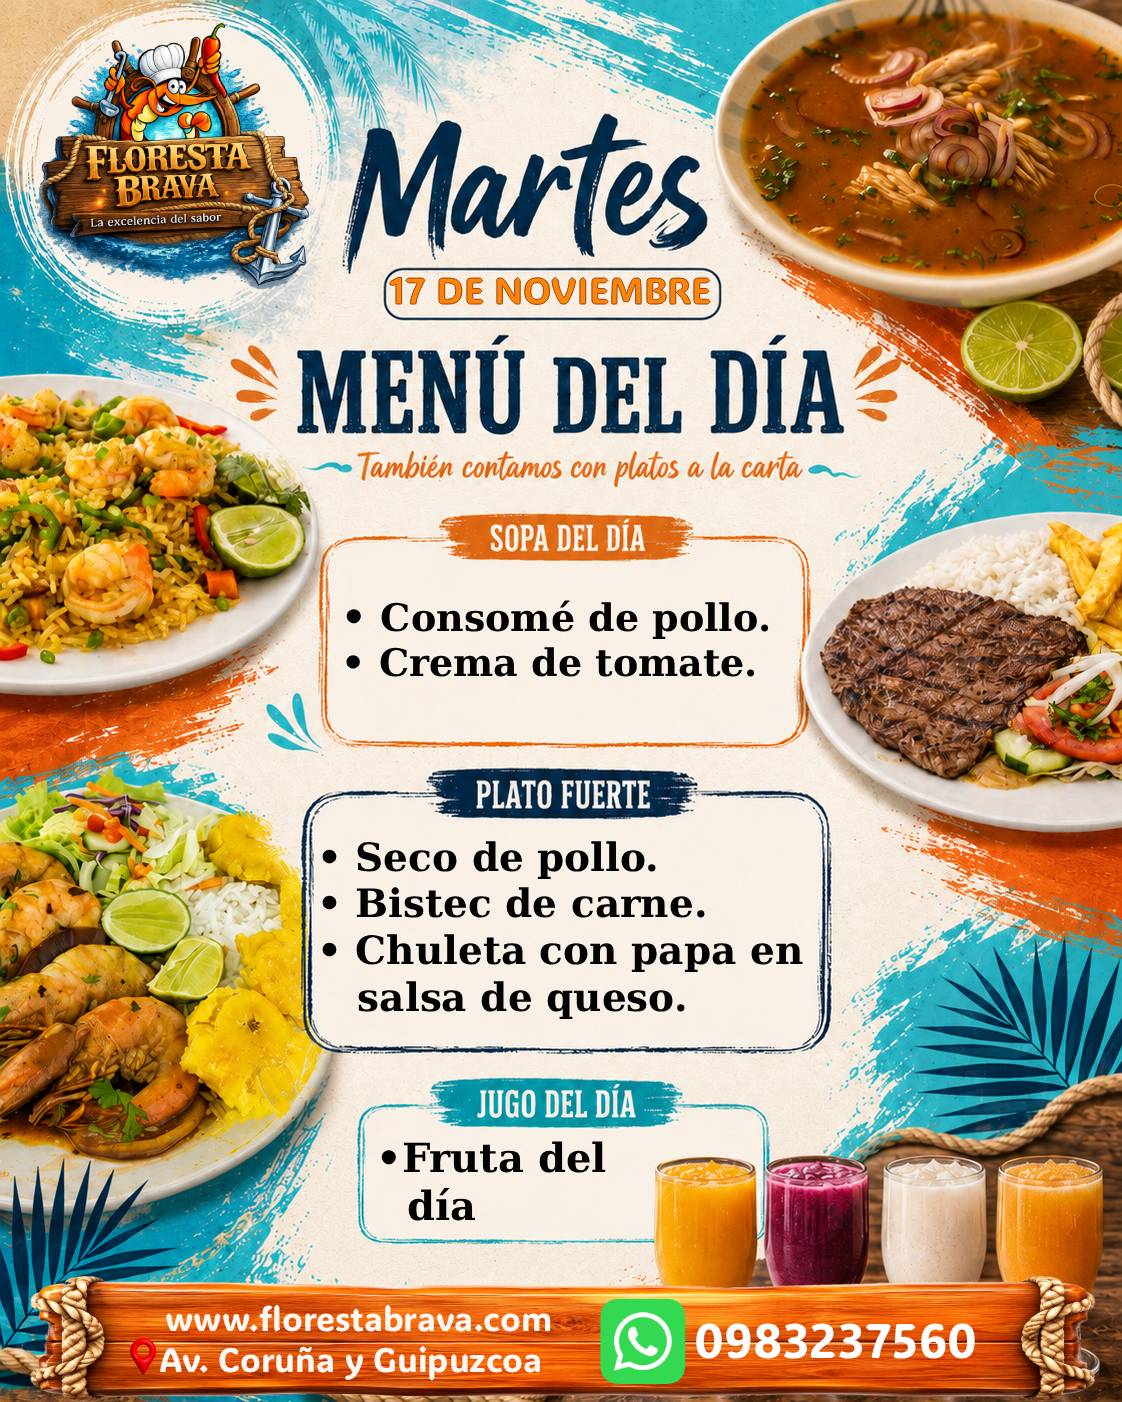 FLORESTA
BRAVA
La excelencia del sabor
Martes
17 DE NOVIEMBRE
MENÚ DEL DÍA
También contamos con platos a la carta
SOPA DEL DÍA
• Consomé de pollo.
• Crema de tomate.
PLATO FUERTE
• Seco de pollo.
• Bistec de carne.
• Chuleta con papa en
salsa de queso.
JUGO DEL DÍA
•Fruta del
día
www.florestabrava.com
Av. Coruña y Guipuzcoa
0983237560